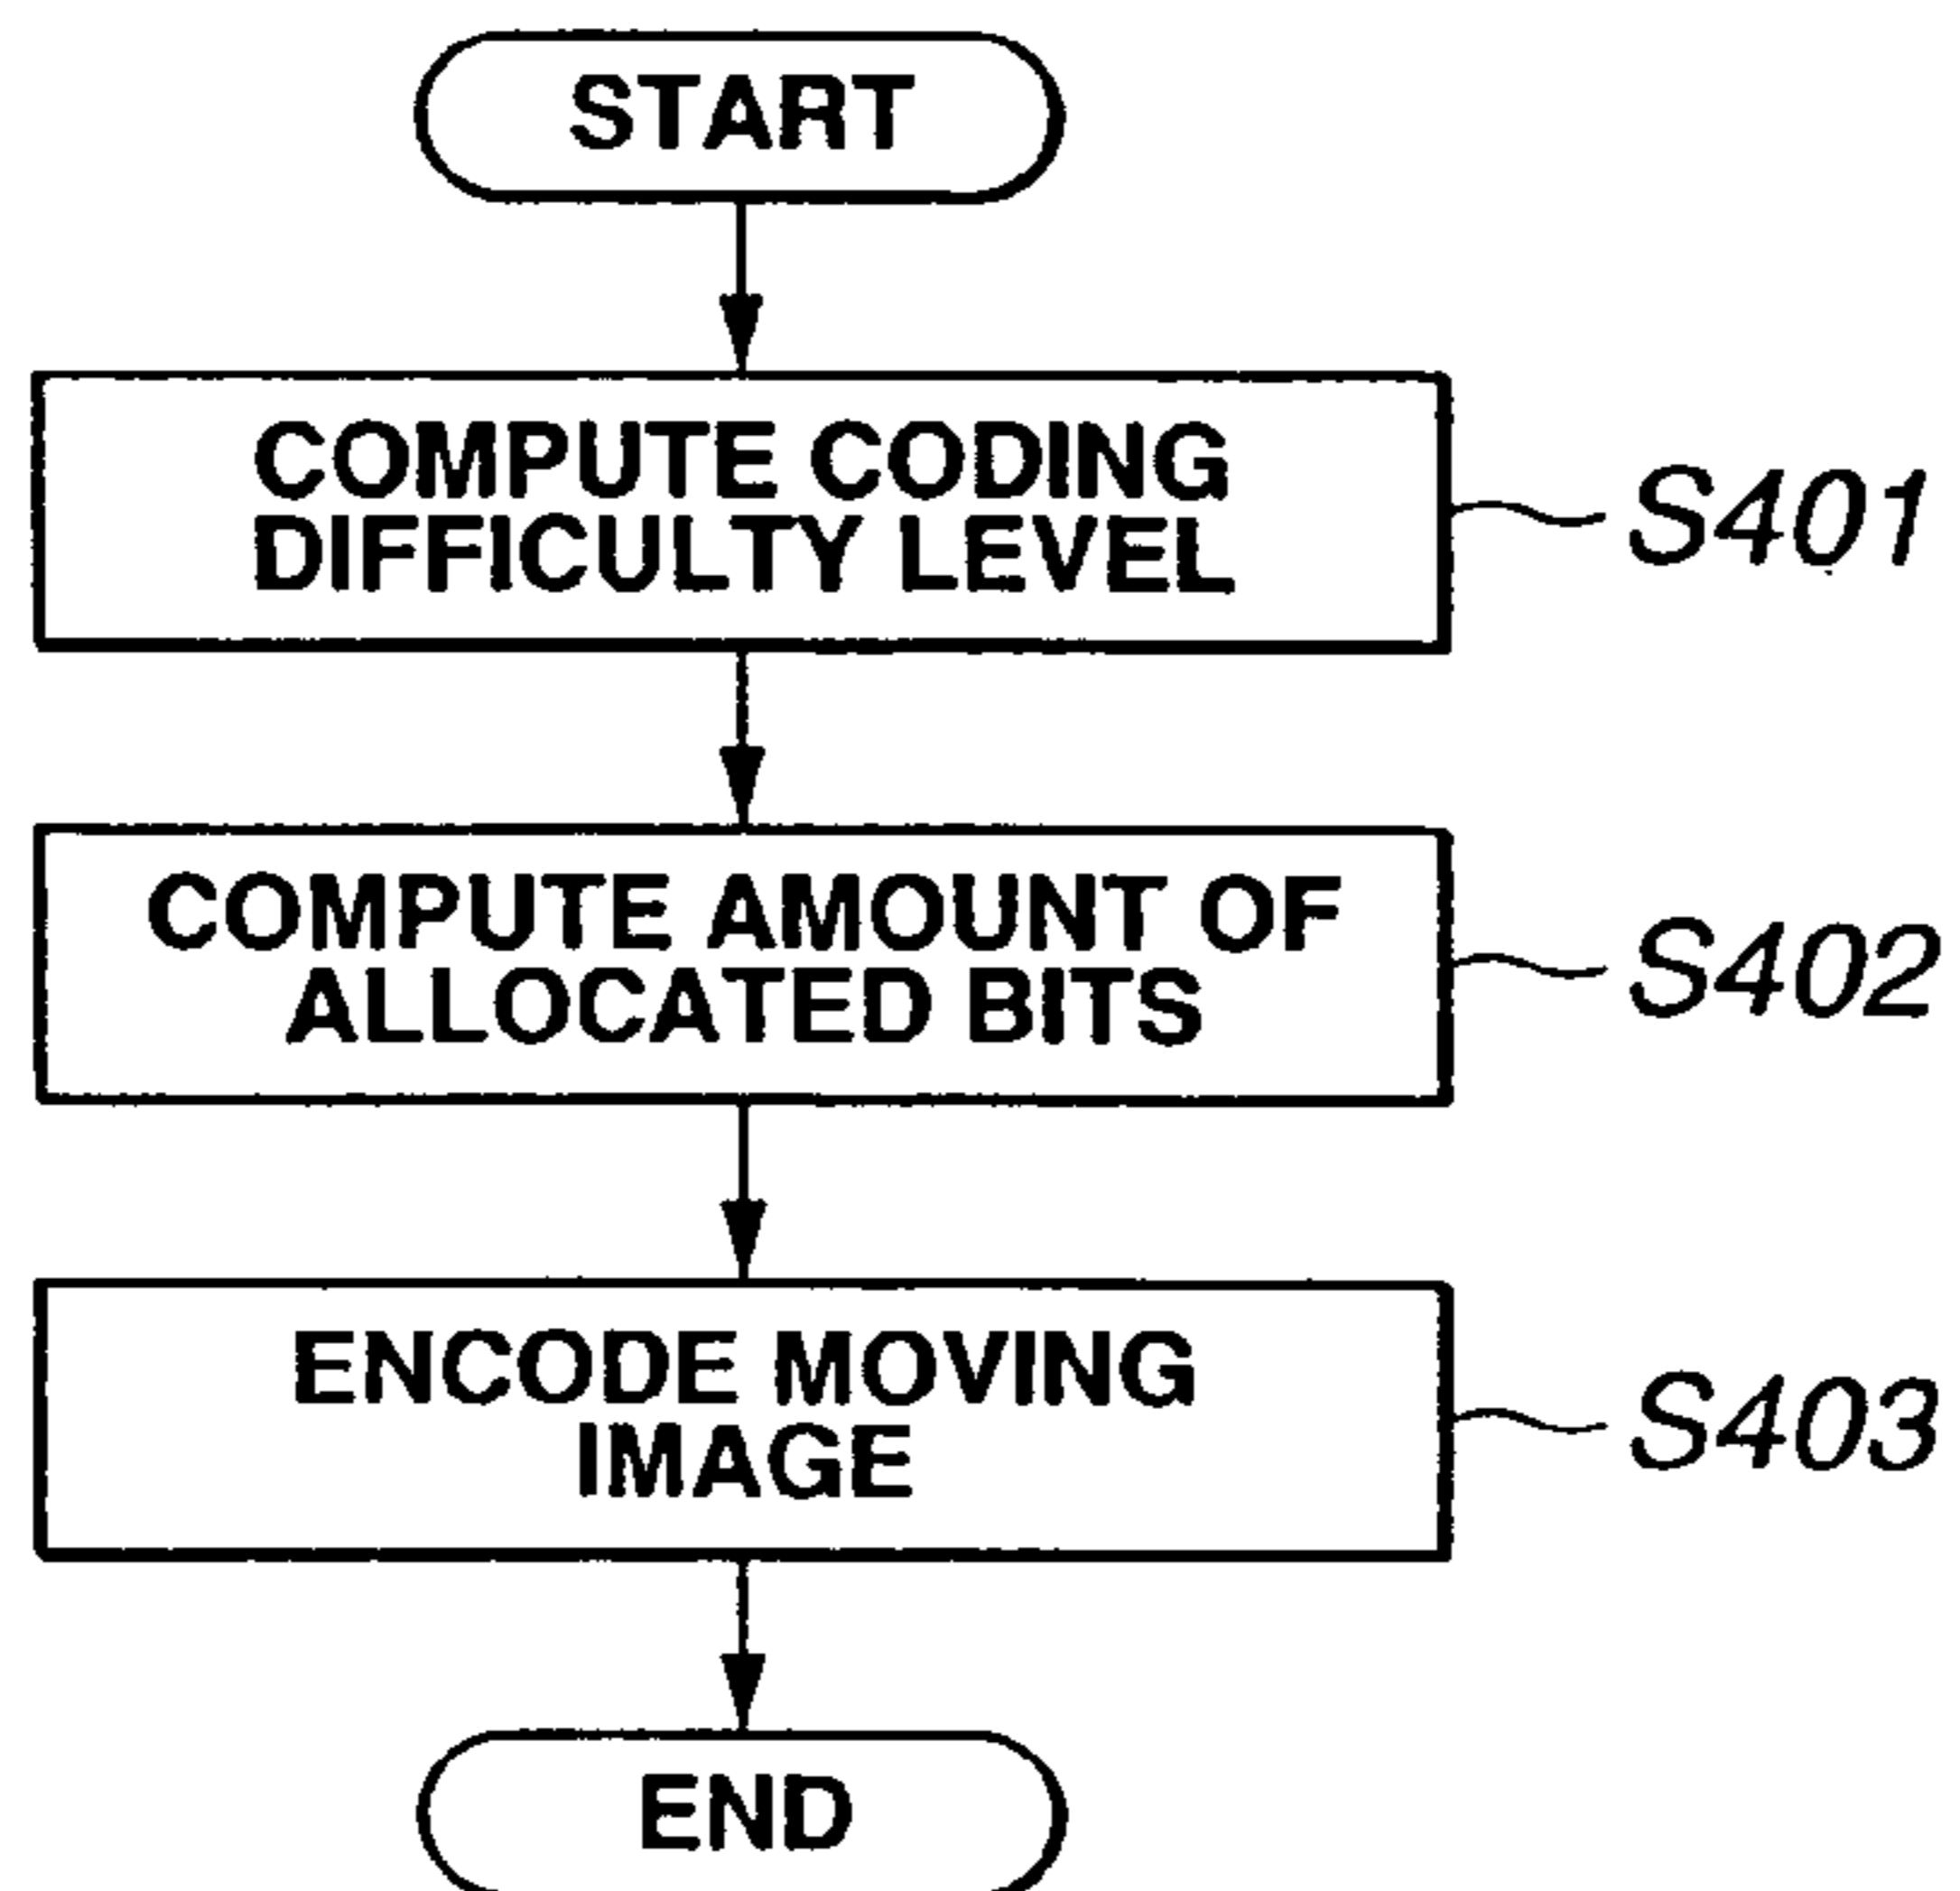 START
COMPUTE CODING
DIFFICULTY LEVEL
S401
COMPUTE AMOUNT OF
ALLOCATED BITS
S402
ENCODE MOVING
IMAGE
S403
END